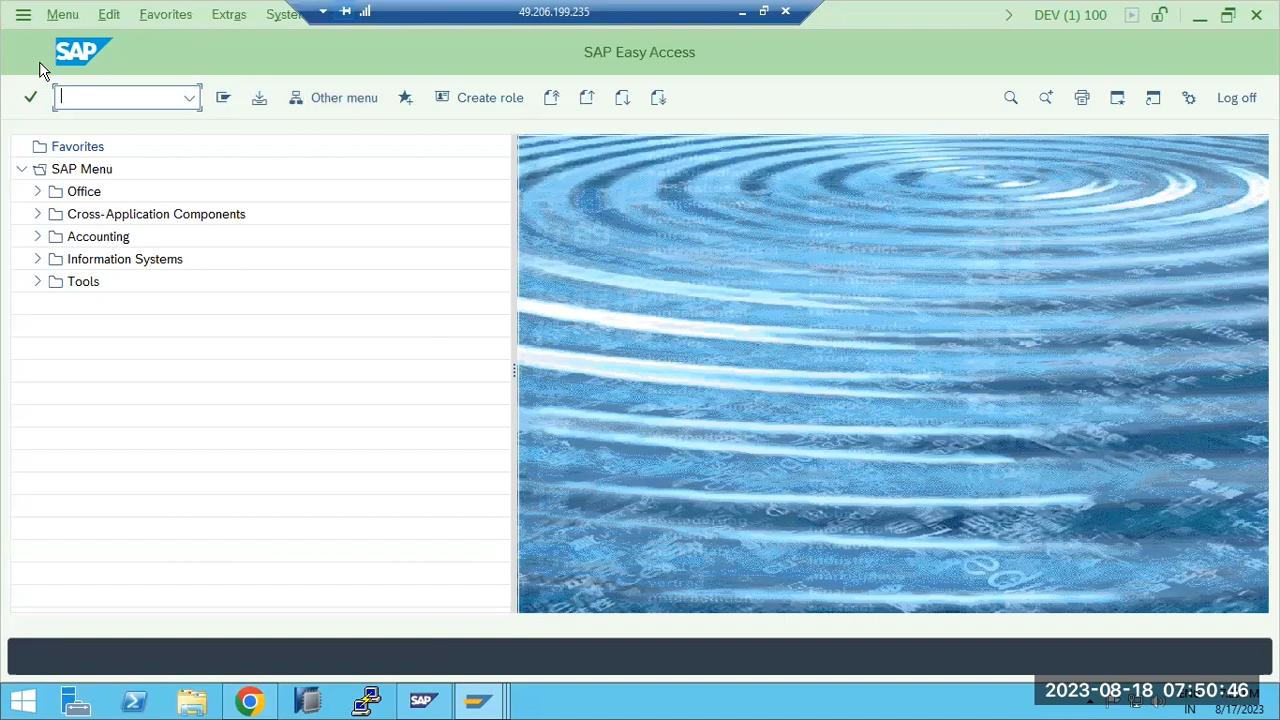 Menu Edit Favorites Extras 49.206.199.235 DEV (1) 100
SAP SAP Easy Access
Other menu Create role Log off
Favorites
SAP Menu
Office
Cross-Application Components
Accounting
Information Systems
Tools
SAP
2023-08-18 07:50:46
IN 8/17/2023